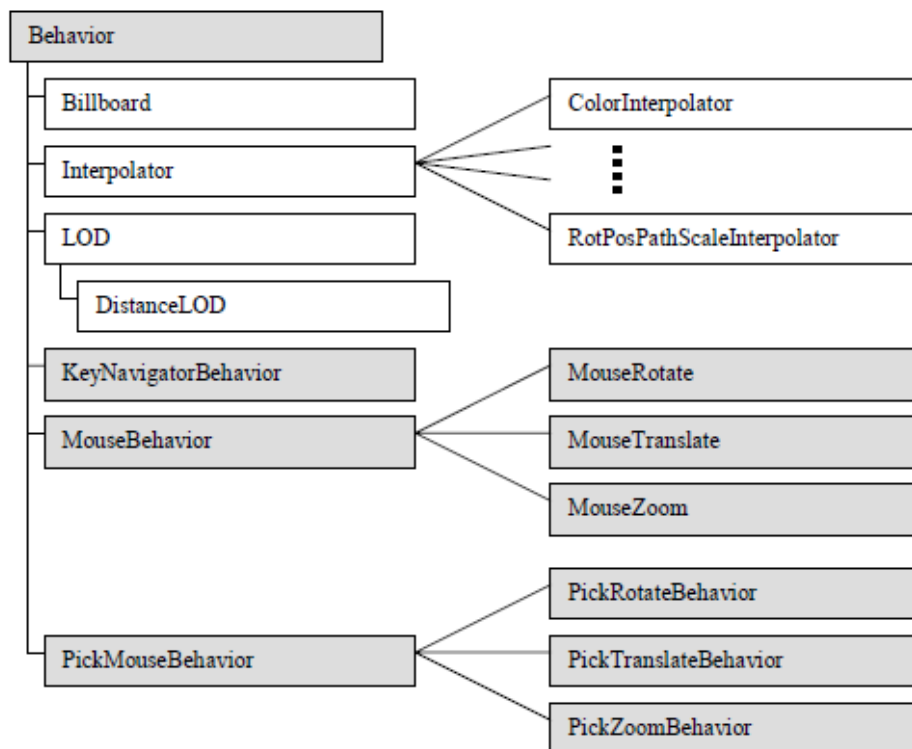 Behavior
Billboard
ColorInterpolator
Interpolator
LOD
RotPosPathScaleInterpolator
DistanceLOD
KeyNavigatorBehavior
MouseRotate
MouseBehavior
MouseTranslate
MouseZoom
PickRotateBehavior
PickMouseBehavior
PickTranslateBehavior
PickZoomBehavior